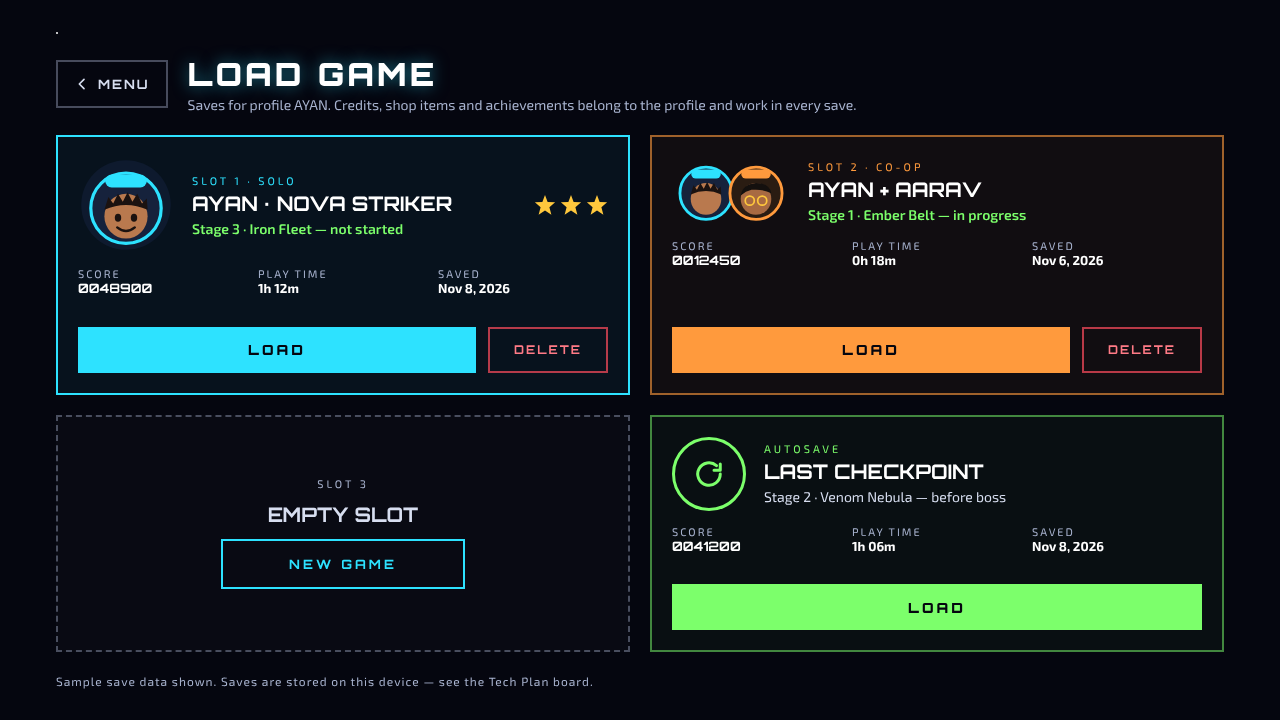 MENU
LOAD GAME
Saves for profile AYAN. Credits, shop items and achievements belong to the profile and work in every save.
SLOT 1 · SOLO
AYAN · NOVA STRIKER
Stage 3 · Iron Fleet — not started
SCORE PLAY TIME SAVED
0048900 1h 12m Nov 8, 2026
LOAD DELETE
SLOT 2 · CO-OP
AYAN + AARAV
Stage 1 · Ember Belt — in progress
SCORE PLAY TIME SAVED
0012450 0h 18m Nov 6, 2026
LOAD DELETE
SLOT 3
EMPTY SLOT
NEW GAME
AUTOSAVE
LAST CHECKPOINT
Stage 2 · Venom Nebula — before boss
SCORE PLAY TIME SAVED
0041200 1h 06m Nov 8, 2026
LOAD
Sample save data shown. Saves are stored on this device — see the Tech Plan board.